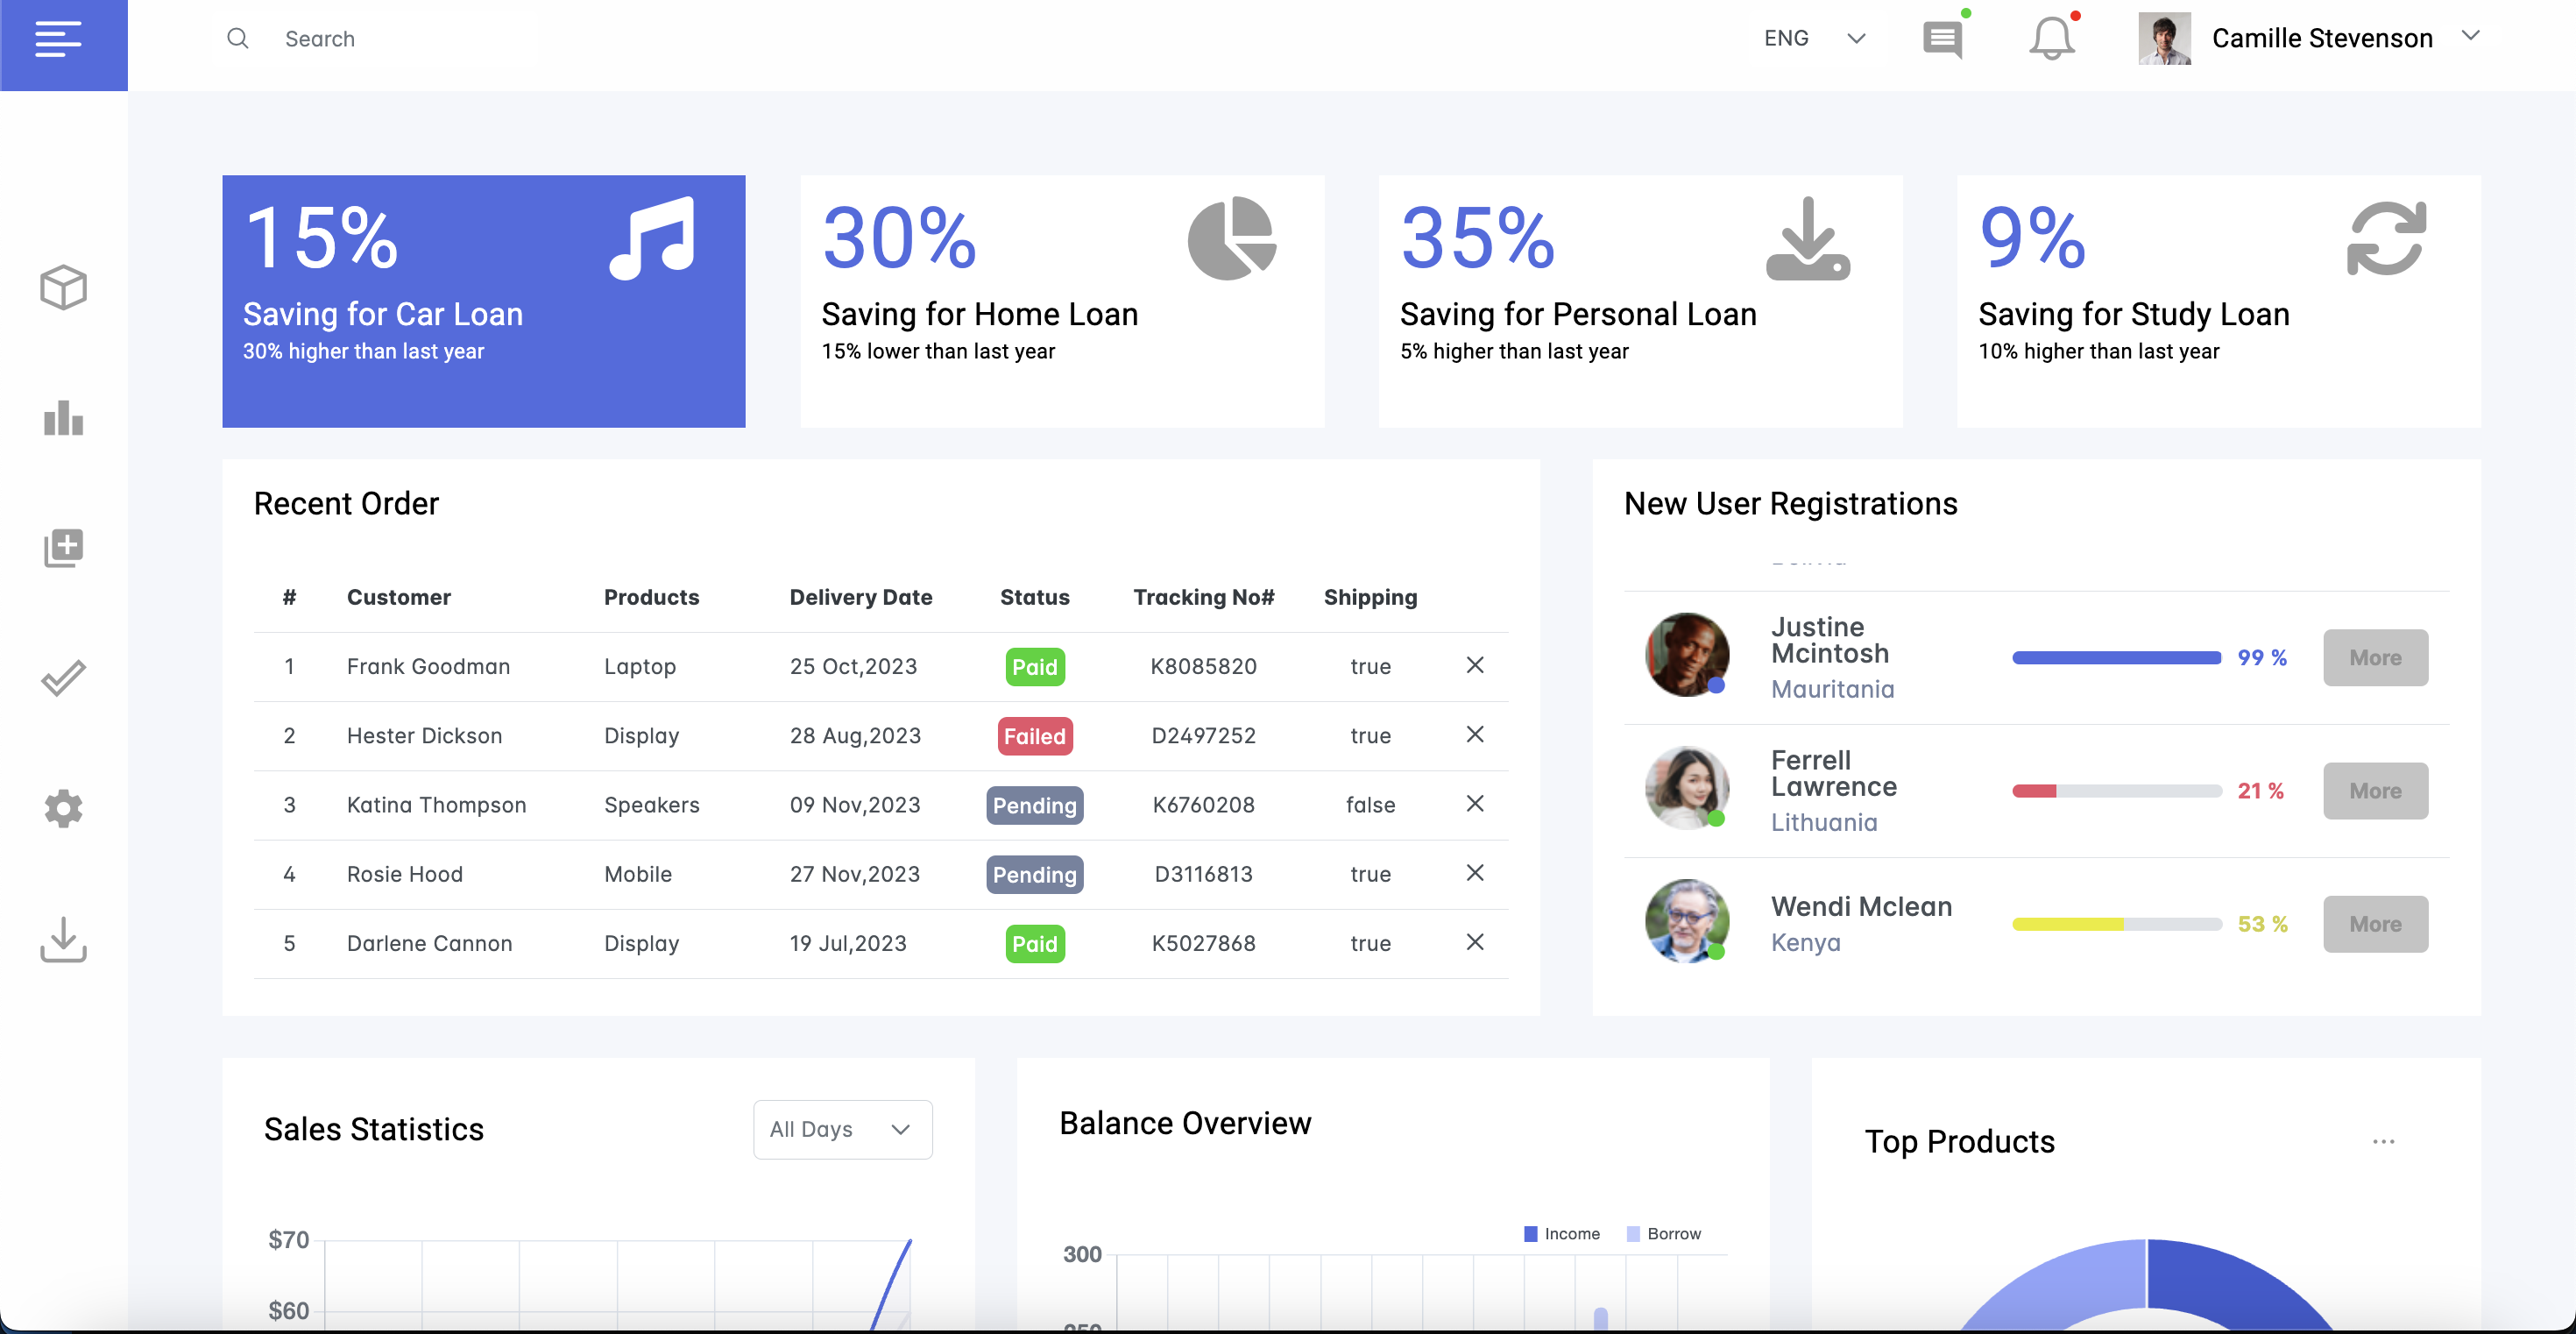 Search
ENG
Camille Stevenson
15%
Saving for Car Loan
30% higher than last year
30%
Saving for Home Loan
15% lower than last year
35%
Saving for Personal Loan
5% higher than last year
9%
Saving for Study Loan
10% higher than last year
Recent Order
# Customer Products Delivery Date Status Tracking No# Shipping
1 Frank Goodman Laptop 25 Oct,2023 Paid K8085820 true
2 Hester Dickson Display 28 Aug,2023 Failed D2497252 true
3 Katina Thompson Speakers 09 Nov,2023 Pending K6760208 false
4 Rosie Hood Mobile 27 Nov,2023 Pending D3116813 true
5 Darlene Cannon Display 19 Jul,2023 Paid K5027868 true
New User Registrations
Justine
Mcintosh
Mauritania
99 %
More
Ferrell
Lawrence
Lithuania
21 %
More
Wendi Mclean
Kenya
53 %
More
Sales Statistics
All Days
$70
$60
Balance Overview
Income Borrow
300
Top Products